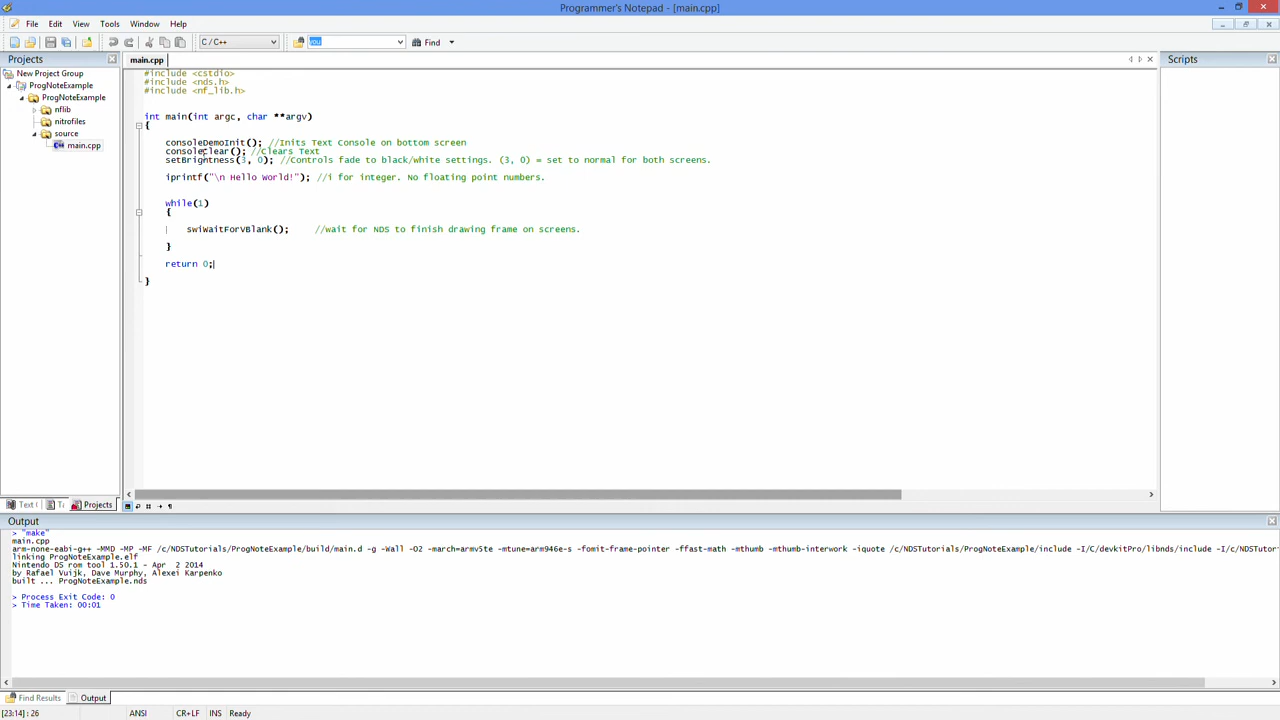 Programmer's Notepad - [main.cpp]
File Edit View Tools Window Help
C / C++ you Find
Projects main.cpp Scripts
New Project Group
ProgNoteExample
ProgNoteExample
nflib
nitrofiles
source
main.cpp
#include <cstdio>
#include <nds.h>
#include <nf_lib.h>
int main(int argc, char **argv)
{
consoleDemoInit(); //Inits Text Console on bottom screen
consoleClear(); //Clears Text
setBrightness(3, 0); //Controls fade to black/white settings. (3, 0) = set to normal for both screens.
iprintf("\n Hello World!"); //i for integer. No floating point numbers.
while(1)
{
swiWaitForVBlank(); //wait for NDS to finish drawing frame on screens.
}
return 0;
}
Text Projects
Output
> "make"
main.cpp
arm-none-eabi-g++ -MMD -MP -MF /c/NDSTutorials/ProgNoteExample/build/main.d -g -Wall -O2 -march=armv5te -mtune=arm946e-s -fomit-frame-pointer -ffast-math -mthumb -mthumb-interwork -iquote /c/NDSTutorials/ProgNoteExample/include -I/C/devkitPro/libnds/include -I/c/NDSTutori
linking ProgNoteExample.elf
Nintendo DS rom tool 1.50.1 - Apr 2 2014
by Rafael Vuijk, Dave Murphy, Alexei Karpenko
built ... ProgNoteExample.nds
> Process Exit Code: 0
> Time Taken: 00:01
Find Results Output
[23:14] : 26 ANSI CR+LF INS Ready